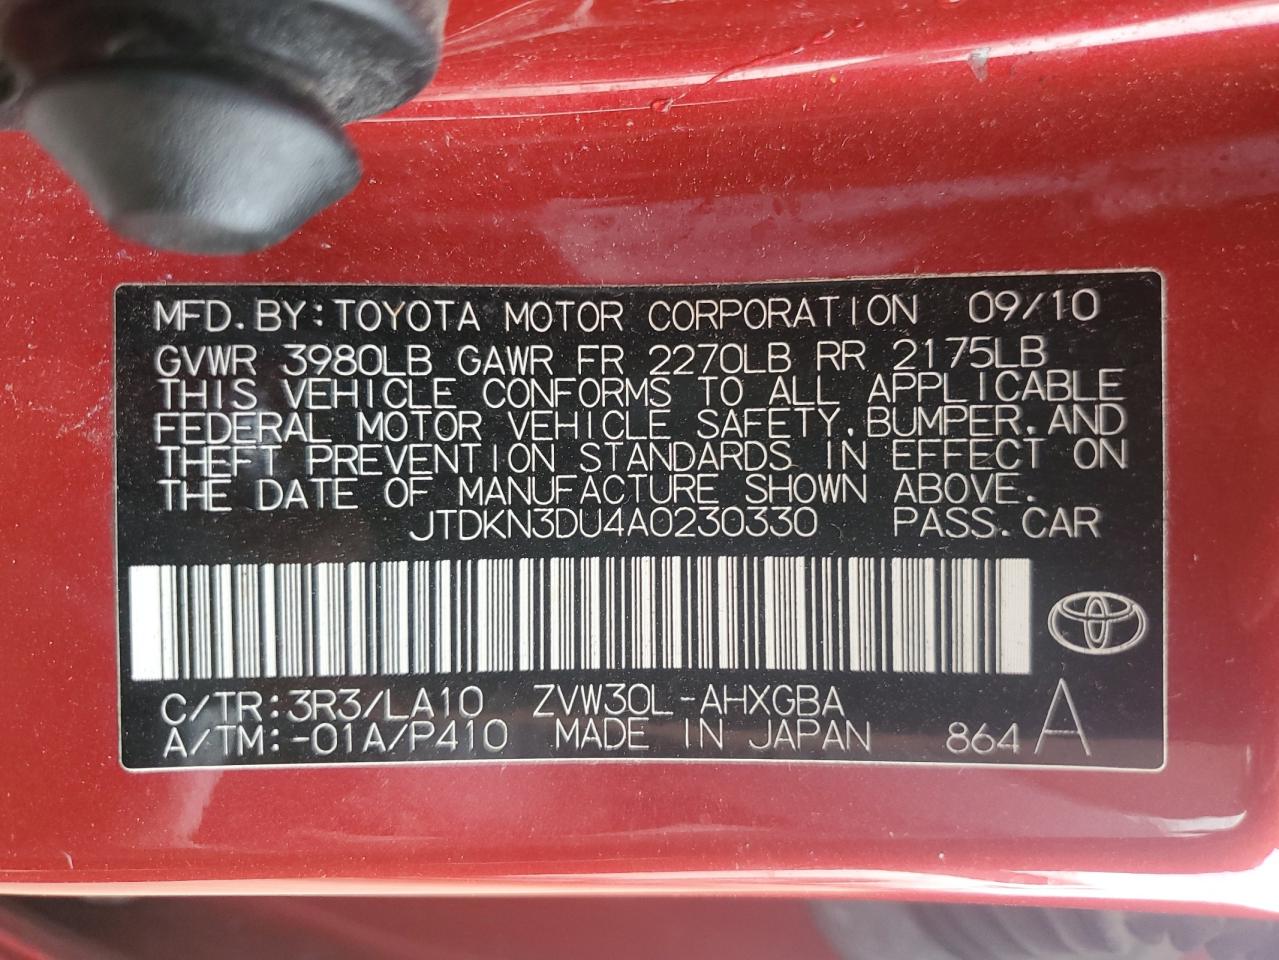 MFD. BY: TOYOTA MOTOR CORPORATION 09/10
GVWR 3980LB GAWR FR 2270LB RR 2175LB
THIS VEHICLE CONFORMS TO ALL APPLICABLE
FEDERAL MOTOR VEHICLE SAFETY, BUMPER, AND
THEFT PREVENTION STANDARDS IN EFFECT ON
THE DATE OF MANUFACTURE SHOWN ABOVE.
JTDKN3DU4A0230330 PASS. CAR
C/TR: 3R3/LA10 ZVW30L-AHXGBA
A/TM: -01A/P410 MADE IN JAPAN 864 A